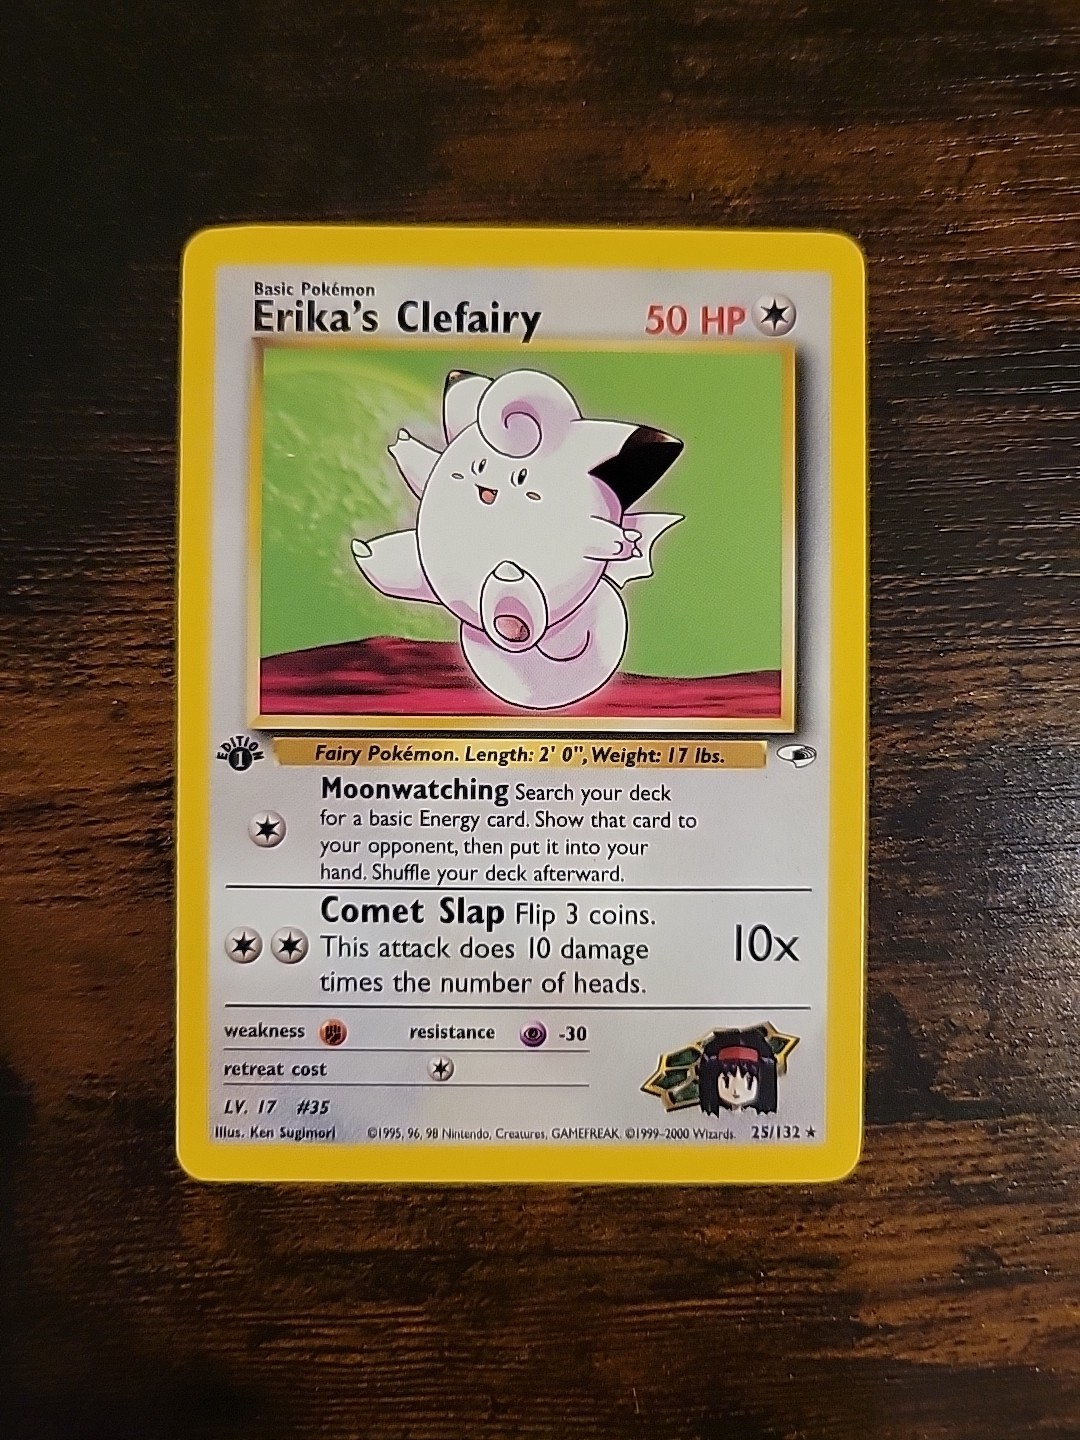 Basic Pokémon
Erika's Clefairy 50 HP
EDITION
1
Fairy Pokémon. Length: 2' 0", Weight: 17 lbs.
Moonwatching Search your deck
for a basic Energy card. Show that card to
your opponent, then put it into your
hand. Shuffle your deck afterward.
Comet Slap Flip 3 coins.
This attack does 10 damage 10x
times the number of heads.
weakness resistance -30
retreat cost
LV. 17 #35
Illus. Ken Sugimori ©1995, 96, 98 Nintendo, Creatures, GAMEFREAK ©1999-2000 Wizards. 25/132 ★